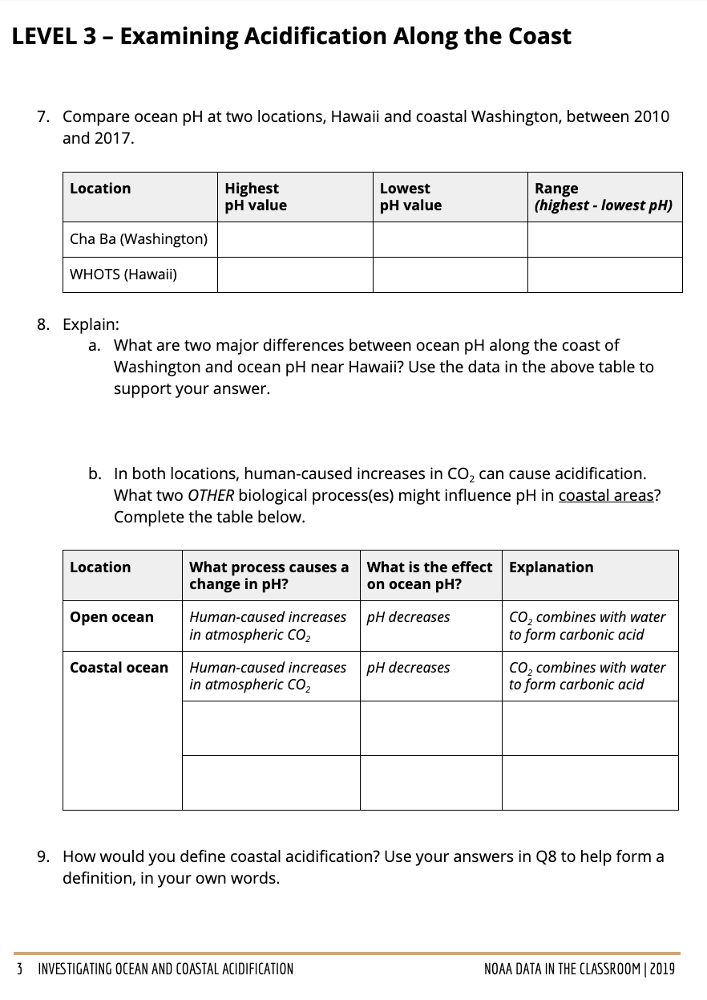 LEVEL 3 – Examining Acidification Along the Coast
7. Compare ocean pH at two locations, Hawaii and coastal Washington, between 2010
and 2017.
Location
Highest
pH value
Lowest
pH value
Range
(highest - lowest pH)
Cha Ba (Washington)
WHOTS (Hawaii)
8. Explain:
a. What are two major differences between ocean pH along the coast of
Washington and ocean pH near Hawaii? Use the data in the above table to
support your answer.
b. In both locations, human-caused increases in CO₂ can cause acidification.
What two OTHER biological process(es) might influence pH in coastal areas?
Complete the table below.
Location
What process causes a
change in pH?
What is the effect
on ocean pH?
Explanation
Open ocean
Human-caused increases
in atmospheric CO₂
pH decreases
CO₂ combines with water
to form carbonic acid
Coastal ocean
Human-caused increases
in atmospheric CO₂
pH decreases
CO₂ combines with water
to form carbonic acid
9. How would you define coastal acidification? Use your answers in Q8 to help form a
definition, in your own words.
3 INVESTIGATING OCEAN AND COASTAL ACIDIFICATION
NOAA DATA IN THE CLASSROOM | 2019